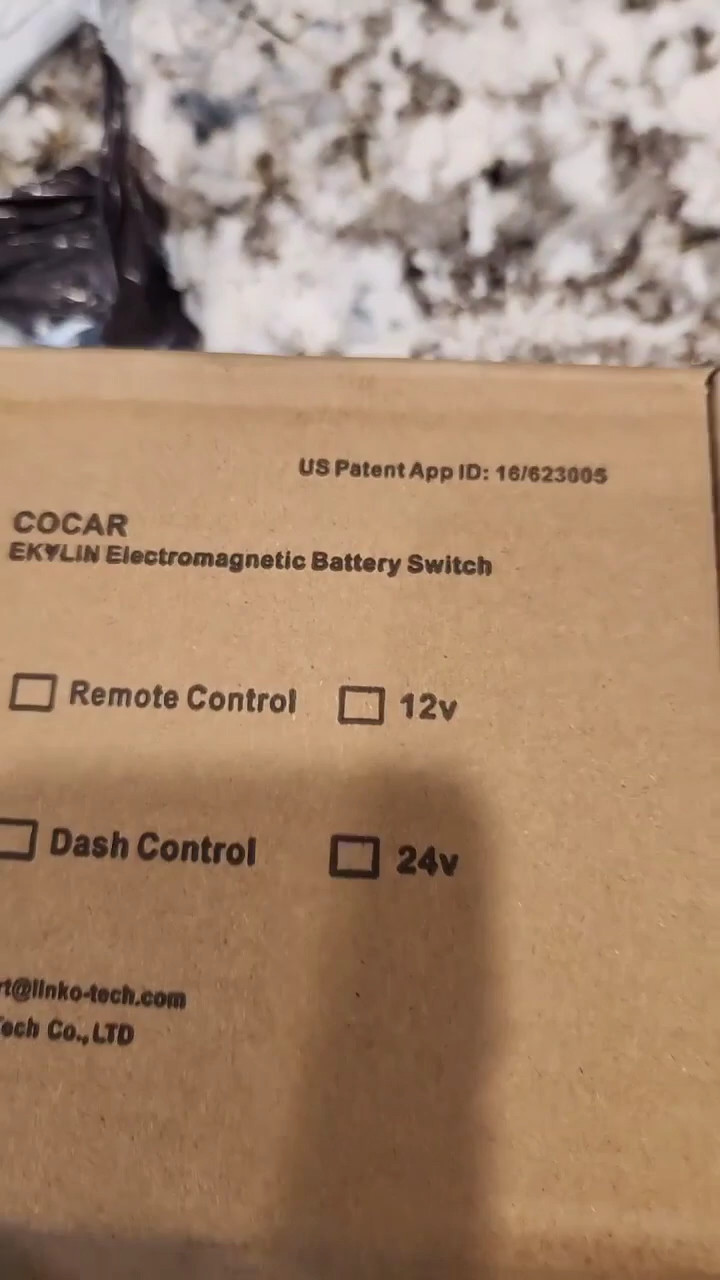 US Patent App ID: 16/623005
COCAR
EKYLIN Electromagnetic Battery Switch
Remote Control 12v
Dash Control 24v
rt@linko-tech.com
Tech Co.,LTD